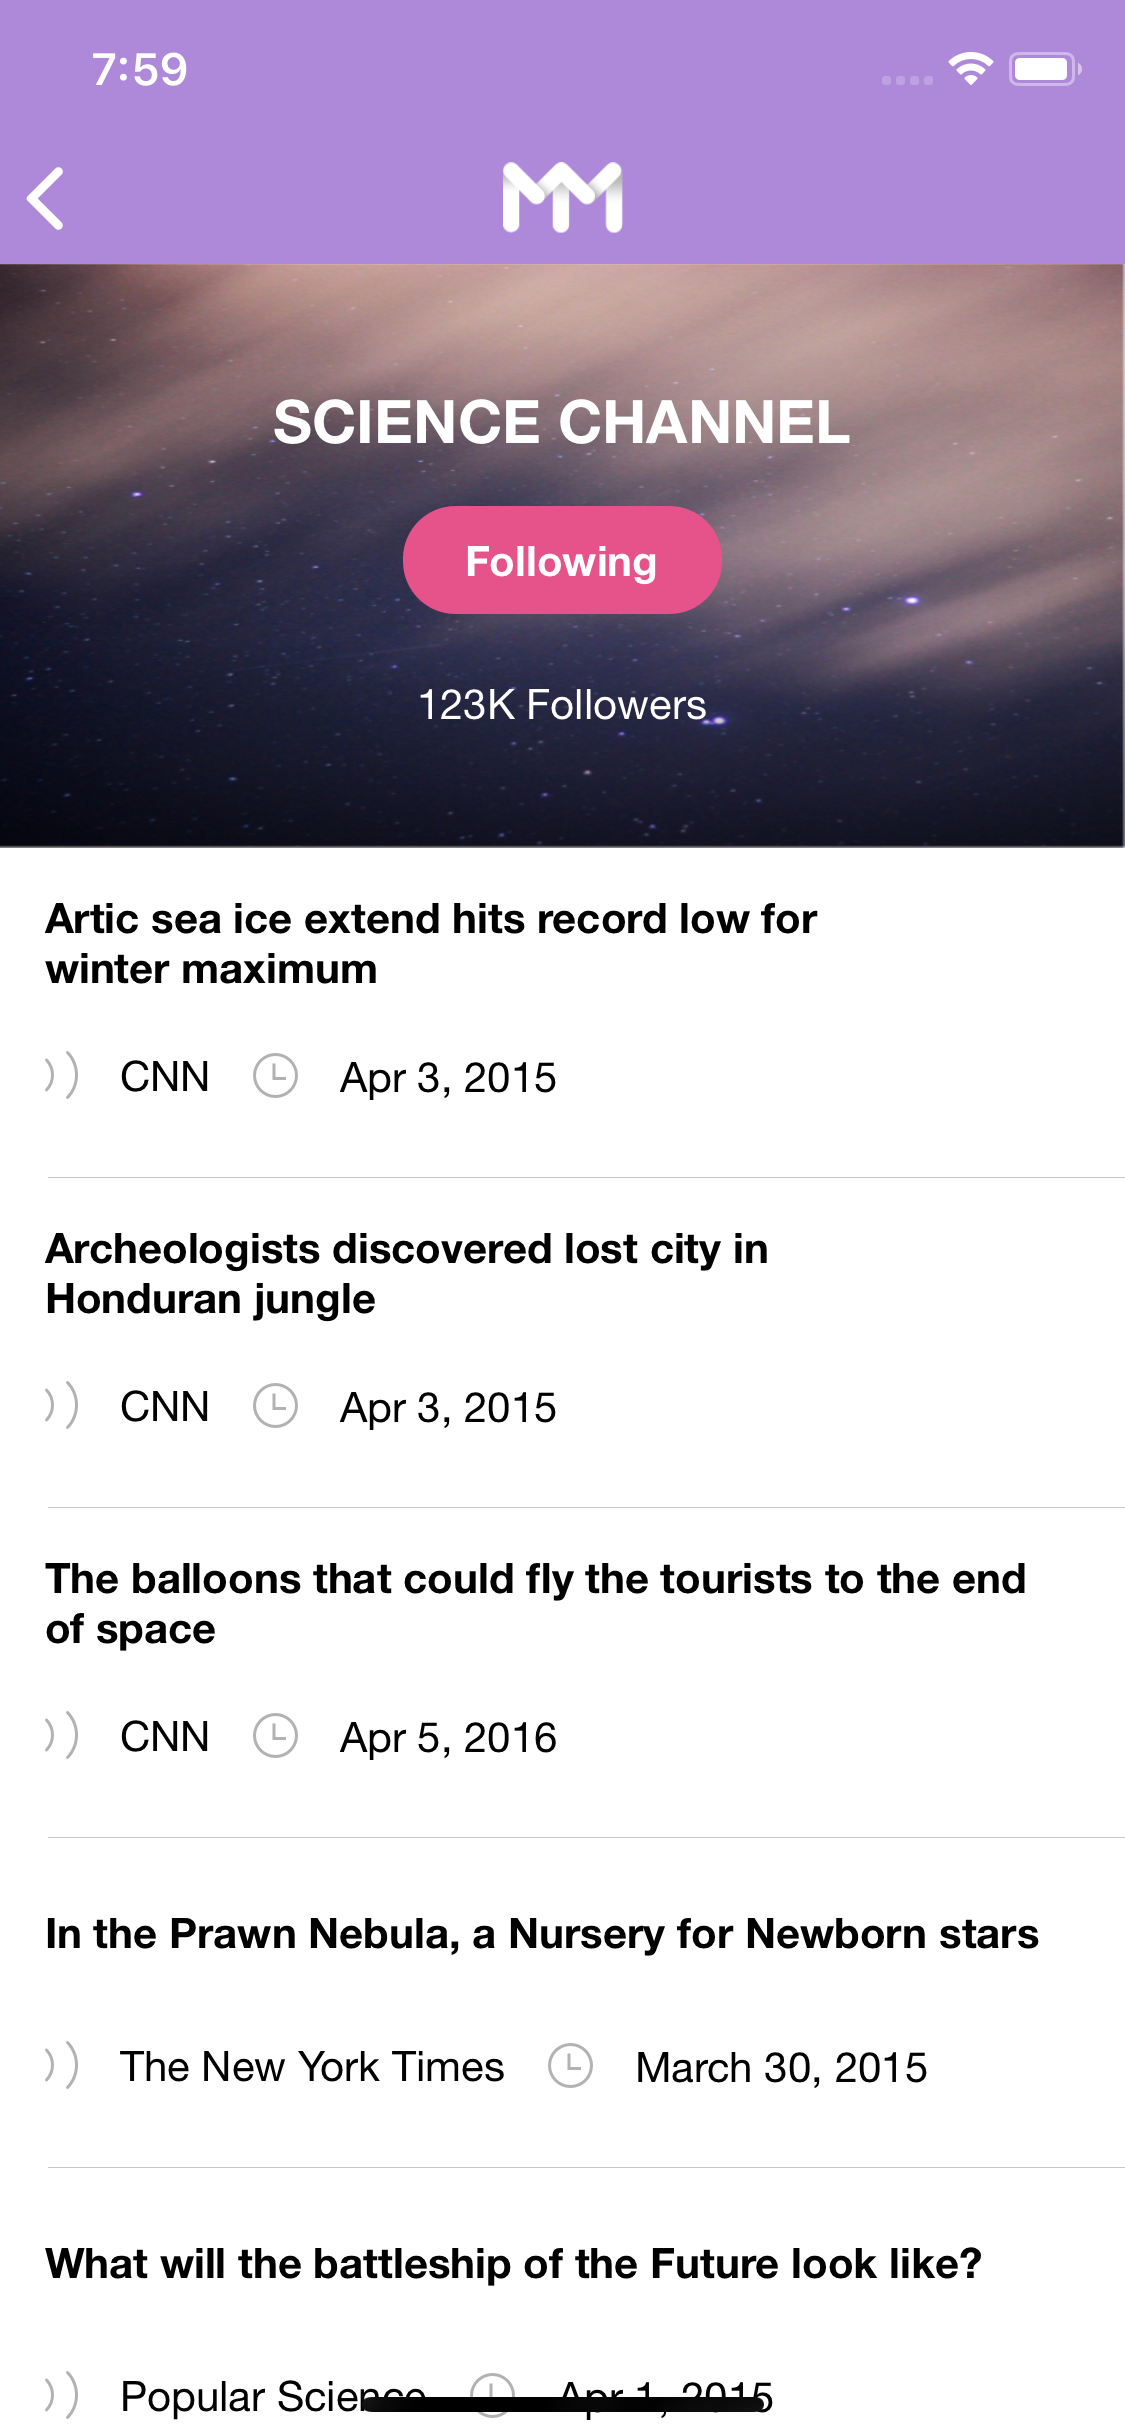 7:59
MM
SCIENCE CHANNEL
Following
123K Followers
Artic sea ice extend hits record low for
winter maximum
CNN Apr 3, 2015
Archeologists discovered lost city in
Honduran jungle
CNN Apr 3, 2015
The balloons that could fly the tourists to the end
of space
CNN Apr 5, 2016
In the Prawn Nebula, a Nursery for Newborn stars
The New York Times March 30, 2015
What will the battleship of the Future look like?
Popular Science Apr 1, 2015